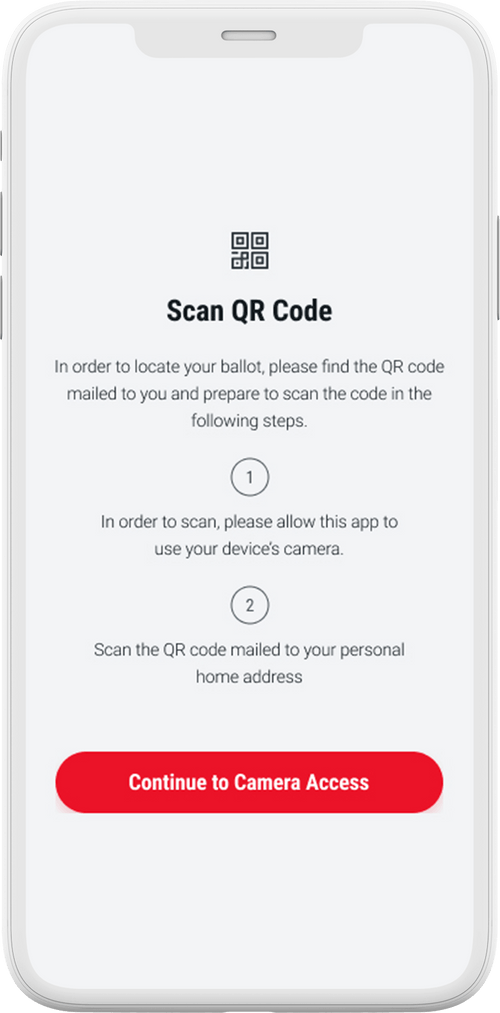 Scan QR Code
In order to locate your ballot, please find the QR code
mailed to you and prepare to scan the code in the
following steps.
1
In order to scan, please allow this app to
use your device's camera.
2
Scan the QR code mailed to your personal
home address
Continue to Camera Access